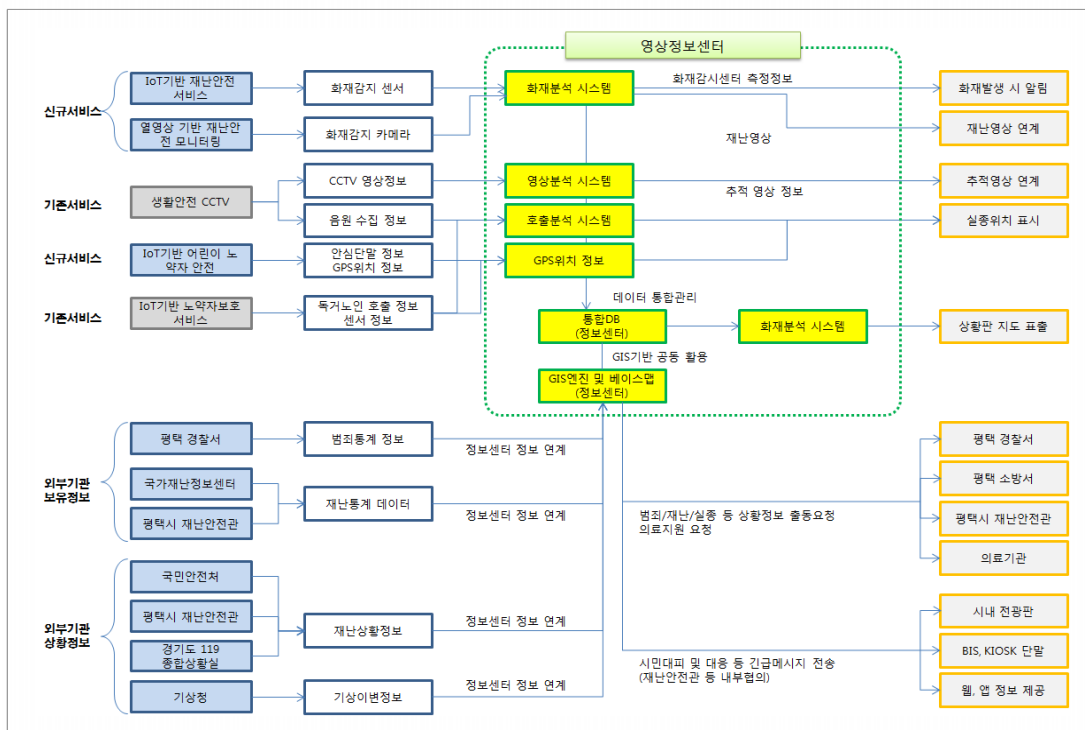 영상정보센터
신규서비스
IoT기반 재난안전
서비스
화재감지 센서
화재분석 시스템
화재감시센터 측정정보
화재발생 시 알림
열영상 기반 재난안
전 모니터링
화재감지 카메라
재난영상
재난영상 연계
기존서비스
생활안전 CCTV
CCTV 영상정보
영상분석 시스템
추적 영상 정보
추적영상 연계
음원 수집 정보
호출분석 시스템
실종위치 표시
신규서비스
IoT기반 어린이 노
약자 안전
안심단말 정보
GPS위치 정보
GPS위치 정보
데이터 통합관리
기존서비스
IoT기반 노약자보호
서비스
독거노인 호출 정보
센서 정보
통합DB
(정보센터)
화재분석 시스템
상황판 지도 표출
GIS기반 공동 활용
GIS엔진 및 베이스맵
(정보센터)
외부기관
보유정보
평택 경찰서
범죄통계 정보
정보센터 정보 연계
평택 경찰서
국가재난정보센터
평택시 재난안전관
재난통계 데이터
정보센터 정보 연계
범죄/재난/실종 등 상황정보 출동요청
의료지원 요청
평택 소방서
평택시 재난안전관
의료기관
외부기관
상황정보
국민안전처
평택시 재난안전관
경기도 119
종합상황실
재난상황정보
정보센터 정보 연계
기상청
기상이변정보
정보센터 정보 연계
시민대피 및 대응 등 긴급메시지 전송
(재난안전관 등 내부협의)
시내 전광판
BIS, KIOSK 단말
웹, 앱 정보 제공